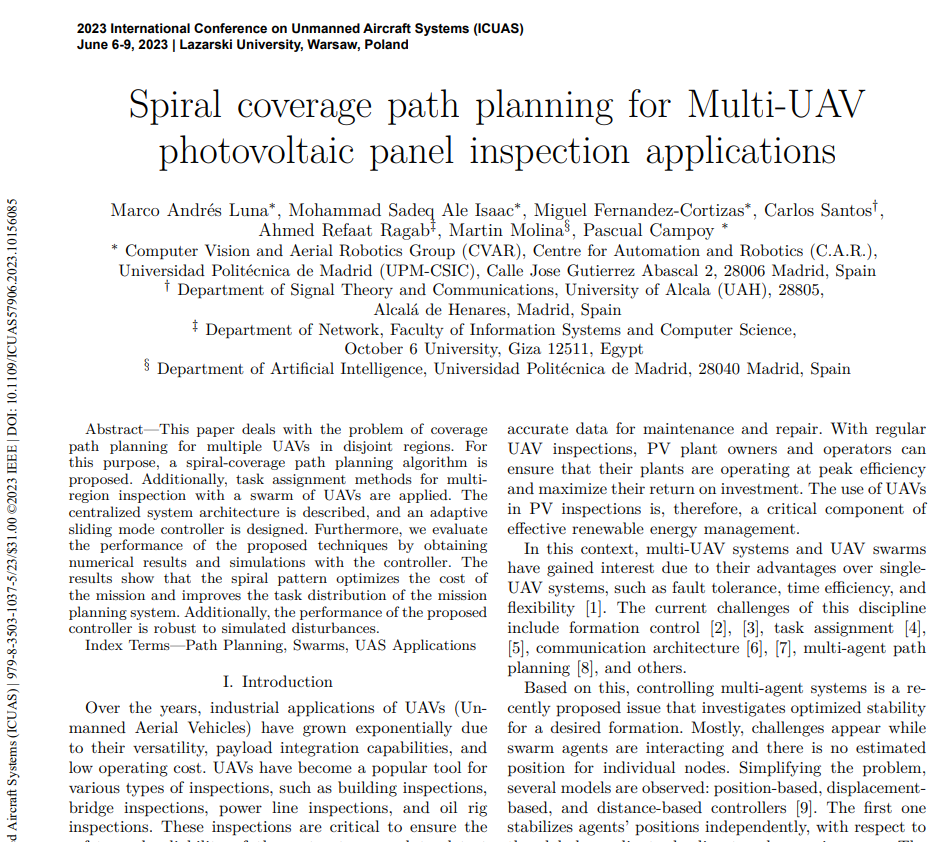 2023 International Conference on Unmanned Aircraft Systems (ICUAS)
June 6-9, 2023 | Lazarski University, Warsaw, Poland
Spiral coverage path planning for Multi-UAV
photovoltaic panel inspection applications
Marco Andrés Luna*, Mohammad Sadeq Ale Isaac*, Miguel Fernandez-Cortizas*, Carlos Santos†,
Ahmed Refaat Ragab‡, Martin Molina§, Pascual Campoy *
* Computer Vision and Aerial Robotics Group (CVAR), Centre for Automation and Robotics (C.A.R.),
Universidad Politécnica de Madrid (UPM-CSIC), Calle Jose Gutierrez Abascal 2, 28006 Madrid, Spain
† Department of Signal Theory and Communications, University of Alcala (UAH), 28805,
Alcalá de Henares, Madrid, Spain
‡ Department of Network, Faculty of Information Systems and Computer Science,
October 6 University, Giza 12511, Egypt
§ Department of Artificial Intelligence, Universidad Politécnica de Madrid, 28040 Madrid, Spain
Abstract—This paper deals with the problem of coverage
path planning for multiple UAVs in disjoint regions. For
this purpose, a spiral-coverage path planning algorithm is
proposed. Additionally, task assignment methods for multi-
region inspection with a swarm of UAVs are applied. The
centralized system architecture is described, and an adaptive
sliding mode controller is designed. Furthermore, we evaluate
the performance of the proposed techniques by obtaining
numerical results and simulations with the controller. The
results show that the spiral pattern optimizes the cost of
the mission and improves the task distribution of the mission
planning system. Additionally, the performance of the proposed
controller is robust to simulated disturbances.
Index Terms—Path Planning, Swarms, UAS Applications
I. Introduction
Over the years, industrial applications of UAVs (Un-
manned Aerial Vehicles) have grown exponentially due
to their versatility, payload integration capabilities, and
low operating cost. UAVs have become a popular tool for
various types of inspections, such as building inspections,
bridge inspections, power line inspections, and oil rig
inspections. These inspections are critical to ensure the
accurate data for maintenance and repair. With regular
UAV inspections, PV plant owners and operators can
ensure that their plants are operating at peak efficiency
and maximize their return on investment. The use of UAVs
in PV inspections is, therefore, a critical component of
effective renewable energy management.
In this context, multi-UAV systems and UAV swarms
have gained interest due to their advantages over single-
UAV systems, such as fault tolerance, time efficiency, and
flexibility [1]. The current challenges of this discipline
include formation control [2], [3], task assignment [4],
[5], communication architecture [6], [7], multi-agent path
planning [8], and others.
Based on this, controlling multi-agent systems is a re-
cently proposed issue that investigates optimized stability
for a desired formation. Mostly, challenges appear while
swarm agents are interacting and there is no estimated
position for individual nodes. Simplifying the problem,
several models are observed: position-based, displacement-
based, and distance-based controllers [9]. The first one
stabilizes agents' positions independently, with respect to
d Aircraft Systems (ICUAS) | 979-8-3503-1037-5/23/$31.00 ©2023 IEEE | DOI: 10.1109/ICUAS57906.2023.10156085